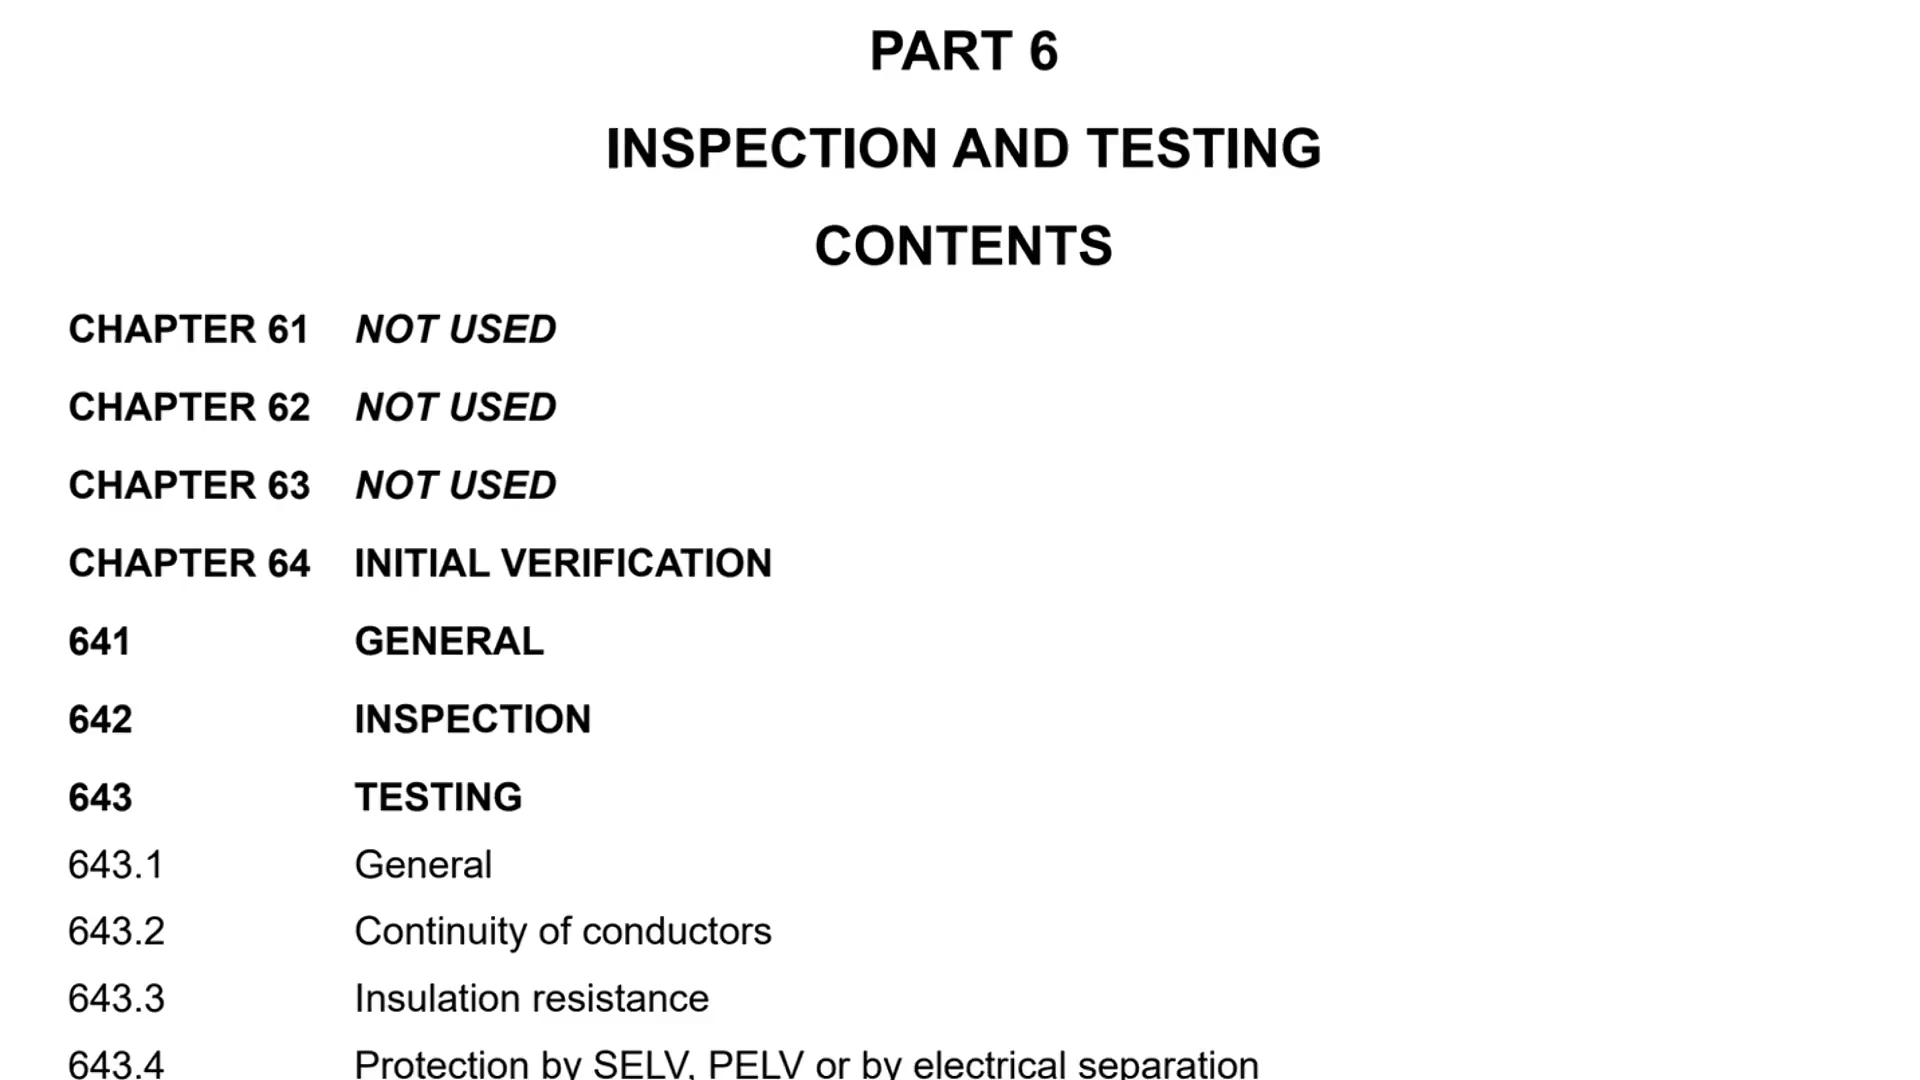 PART 6
INSPECTION AND TESTING
CONTENTS
CHAPTER 61 NOT USED
CHAPTER 62 NOT USED
CHAPTER 63 NOT USED
CHAPTER 64 INITIAL VERIFICATION
641 GENERAL
642 INSPECTION
643 TESTING
643.1 General
643.2 Continuity of conductors
643.3 Insulation resistance
643.4 Protection by SELV, PELV or by electrical separation